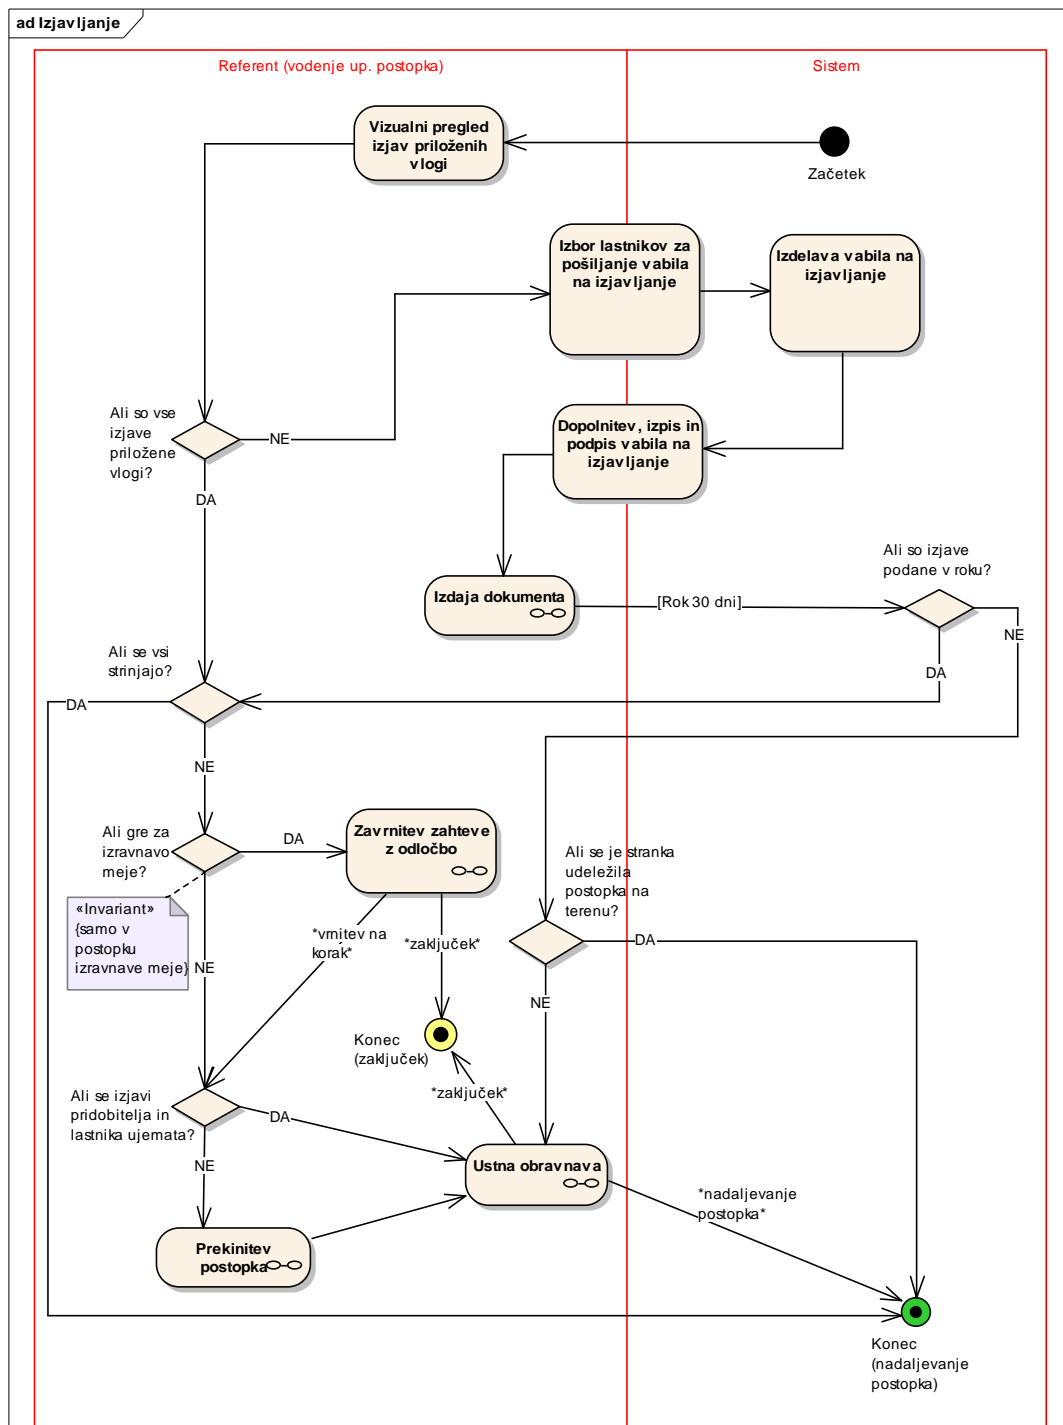 ad Izjavljanje
Referent (vodenje up. postopka)
Sistem
Vizualni pregled
izjav priloženih
vlogi
Začetek
Izbor lastnikov za
pošiljanje vabila
na izjavljanje
Izdelava vabila na
izjavljanje
Ali so vse
izjave
priložene
vlogi?
NE
DA
Dopolnitev, izpis in
podpis vabila na
izjavljanje
Ali so izjave
podane v roku?
Izdaja dokumenta
[Rok 30 dni]
NE
DA
Ali se vsi
strinjajo?
DA
NE
Ali gre za
izravnavo
meje?
DA
Zavrnitev zahteve
z odločbo
Ali se je stranka
udeležila
postopka na
terenu?
«Invariant»
{samo v
postopku
izravnave meje}
NE
*vrnitev na
korak*
*zaključek*
DA
NE
Konec
(zaključek)
Ali se izjavi
pridobitelja in
lastnika ujemata?
DA
*zaključek*
NE
Ustna obravnava
*nadaljevanje
postopka*
Prekinitev
postopka
Konec
(nadaljevanje
postopka)